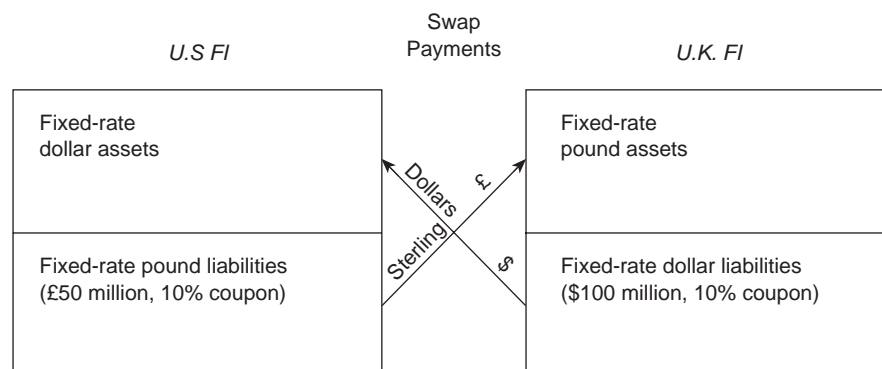 Swap
Payments
U.S FI
U.K. FI
Fixed-rate
dollar assets
Fixed-rate
pound assets
Dollars
£
Sterling
$
Fixed-rate pound liabilities
(£50 million, 10% coupon)
Fixed-rate dollar liabilities
($100 million, 10% coupon)